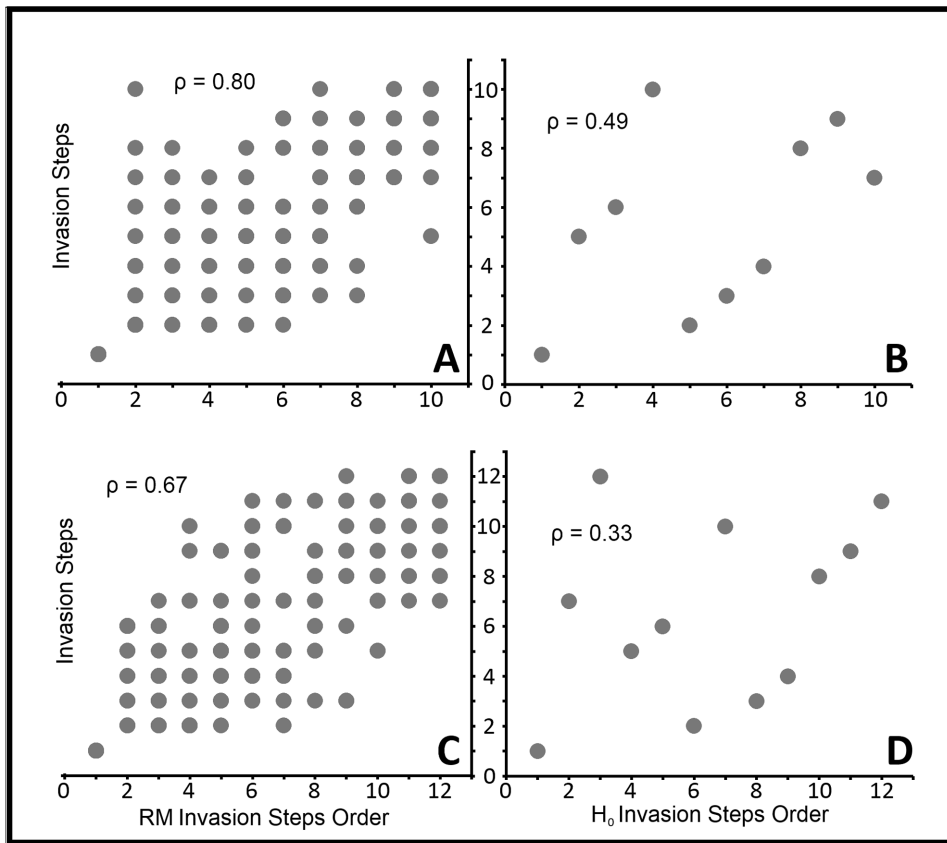 ρ = 0.80
Invasion Steps
A
0 2 4 6 8 10
10
8
6
4
2
0
ρ = 0.49
B
0 2 4 6 8 10
ρ = 0.67
Invasion Steps
C
0 2 4 6 8 10 12
RM Invasion Steps Order
12
10
8
6
4
2
0
ρ = 0.33
D
0 2 4 6 8 10 12
H₀ Invasion Steps Order